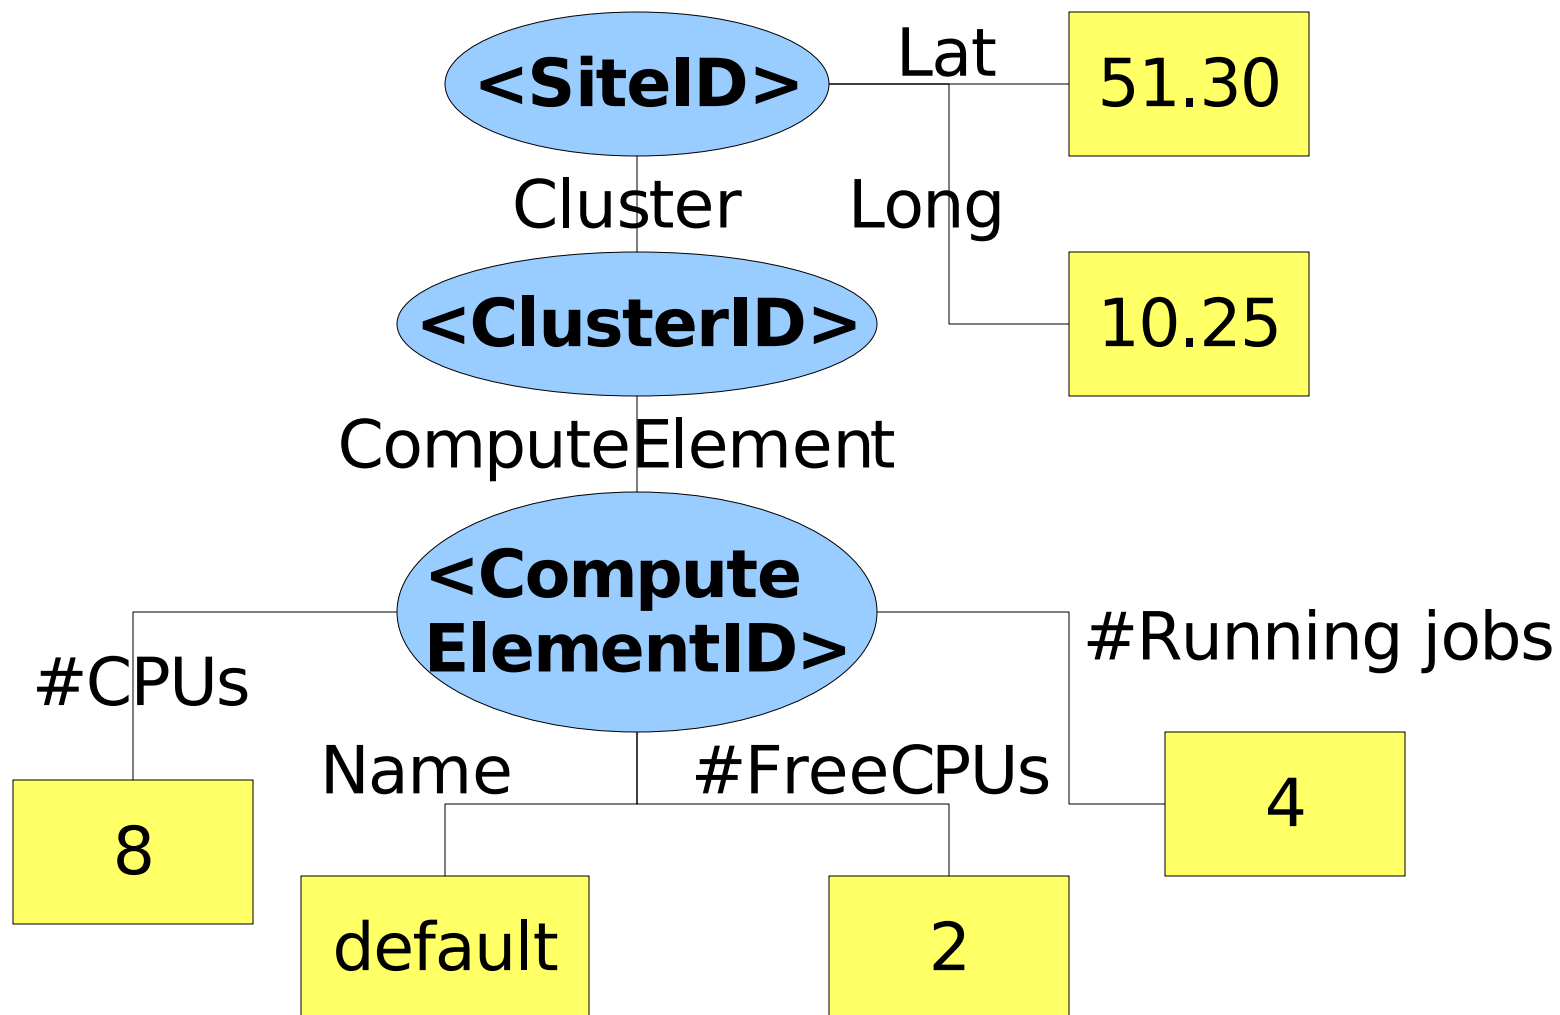 <SiteID>
Lat
51.30
Cluster
Long
<ClusterID>
10.25
ComputeElement
<Compute
ElementID>
#Running jobs
#CPUs
Name
#FreeCPUs
4
8
default
2